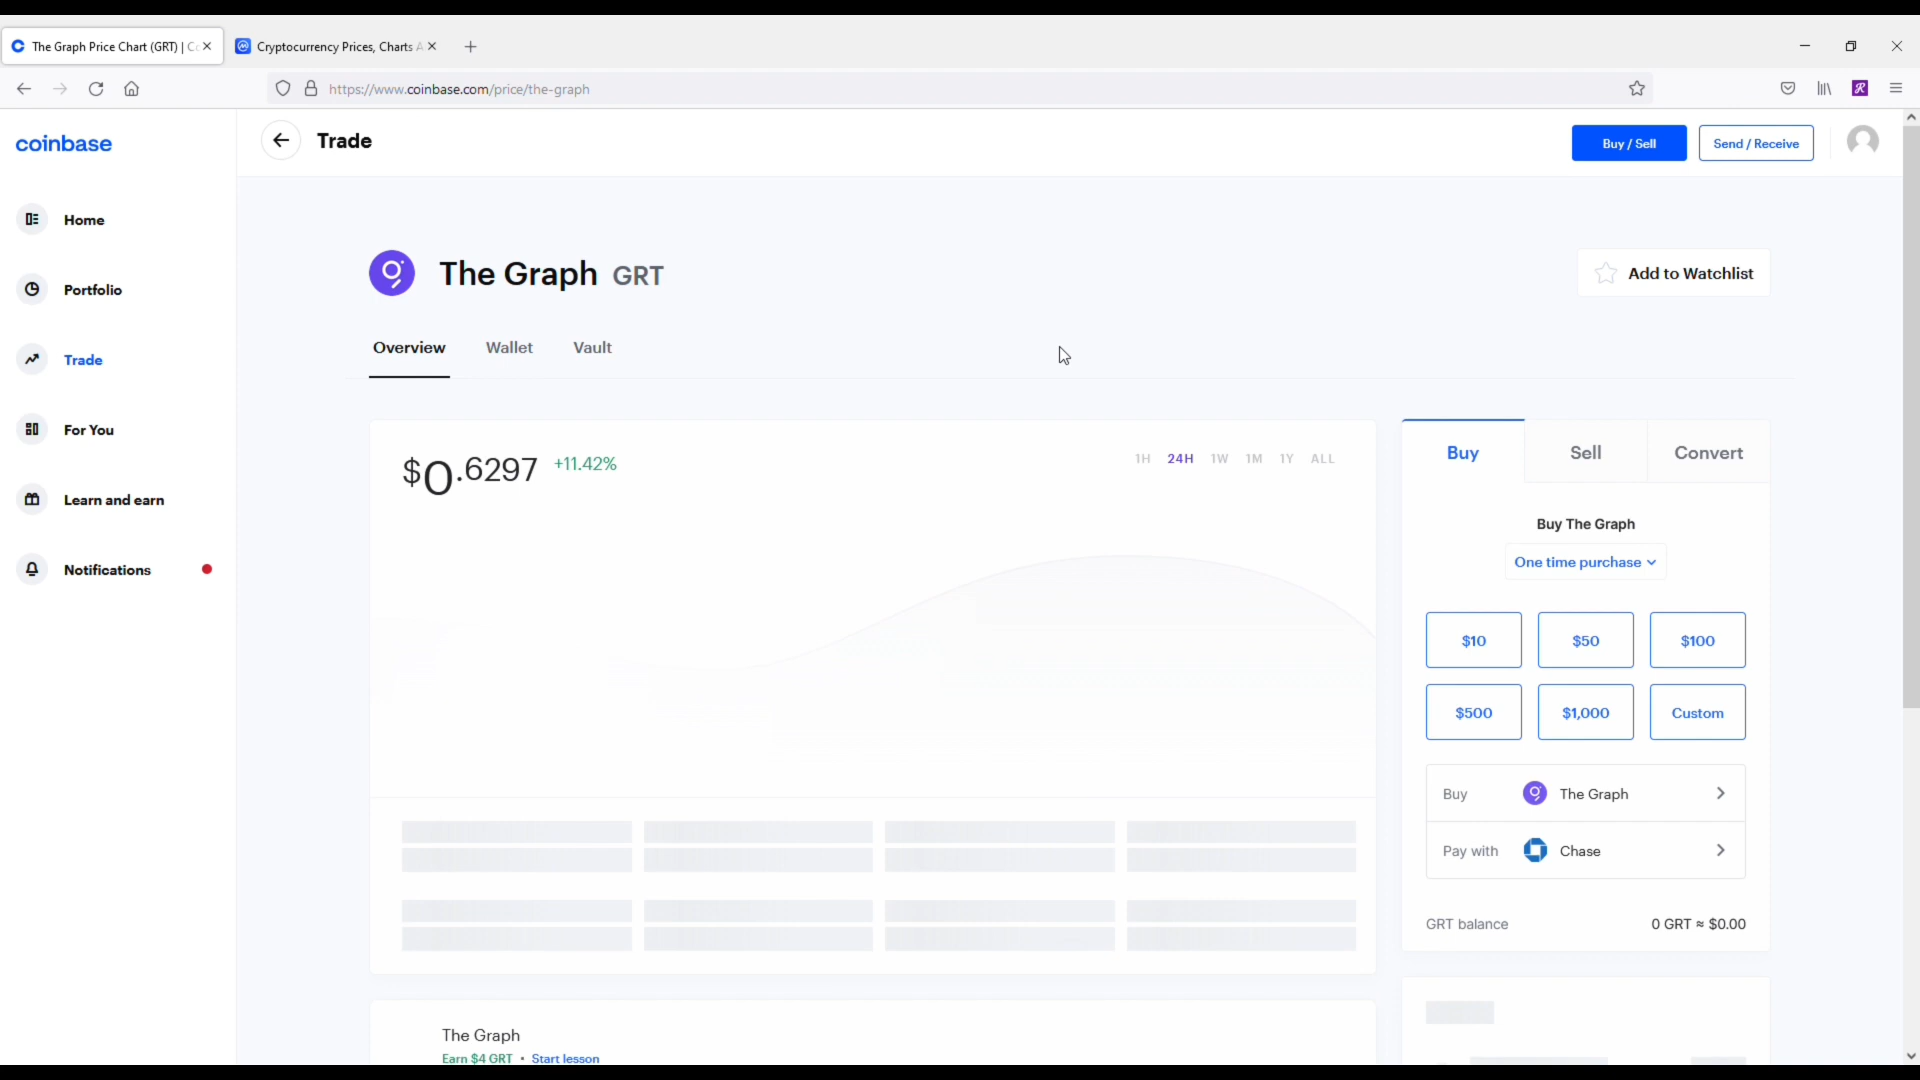 The Graph Price Chart (GRT) | C
Cryptocurrency Prices, Charts A
https://www.coinbase.com/price/the-graph
coinbase
Trade
Buy / Sell
Send / Receive
Home
Portfolio
Trade
For You
Learn and earn
Notifications
The Graph GRT
Add to Watchlist
Overview Wallet Vault
$0.6297 +11.42%
1H 24H 1W 1M 1Y ALL
Buy Sell Convert
Buy The Graph
One time purchase
$10 $50 $100
$500 $1,000 Custom
Buy The Graph
Pay with Chase
GRT balance 0 GRT ≈ $0.00
The Graph
Earn $4 GRT • Start lesson